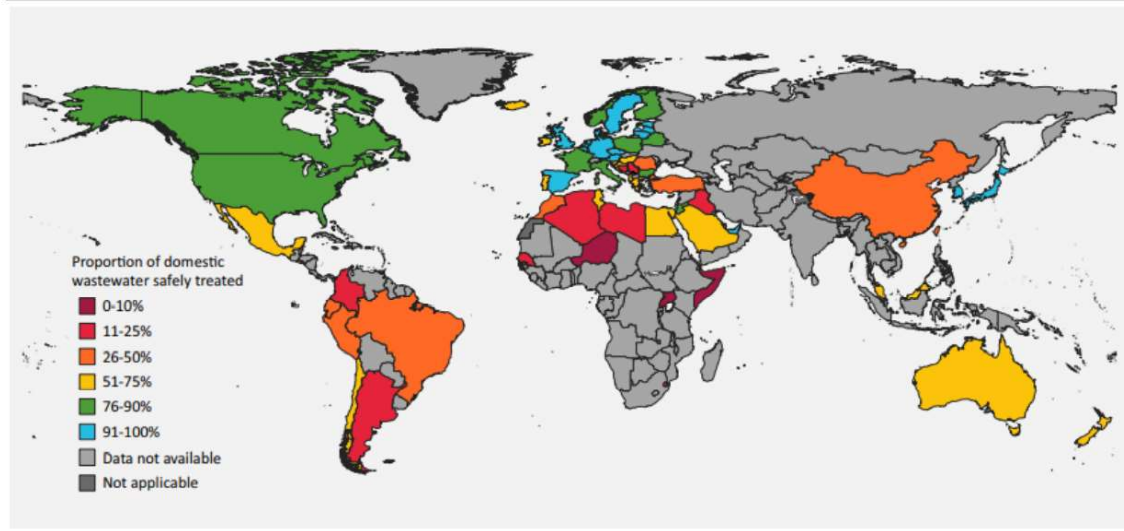 Proportion of domestic
wastewater safely treated
0-10%
11-25%
26-50%
51-75%
76-90%
91-100%
Data not available
Not applicable